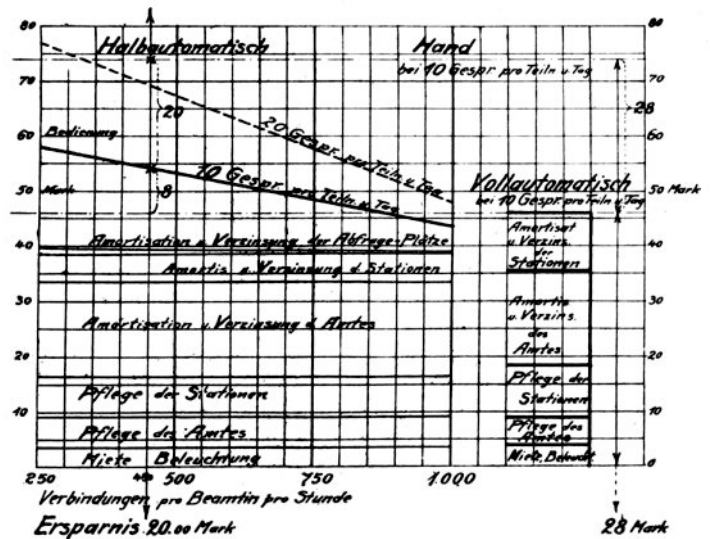 80
70
60
50
40
30
20
10
Halbautomatisch
Hand
bei 10 Gespr. pro Teiln u. Tag
20
8
28
Bedienung
Mark
20 Gespr. pro Teiln. u. Tag
10 Gespr. pro Teiln. u. Tag
Amortisation u. Verzinsung der Abfrage-Plätze
Amortis u. Verzinsung d. Stationen
Amortisation u. Verzinsung d. Amtes
Pflege der Stationen
Pflege des Amtes
Miete Beleuchtung
Vollautomatisch
bei 10 Gespr. pro Teiln u. Tag
Amortisat
u. Verzins.
der
Stationen
Amortis
u. Verzins.
des
Amtes
Pflege der
Stationen
Pflege des
Amtes
Miete, Beleucht.
80
70
60
50 Mark
40
30
20
10
0
250
450
500
750
1.000
Verbindungen pro Beamtin pro Stunde
Ersparnis 20.00 Mark
28 Mark